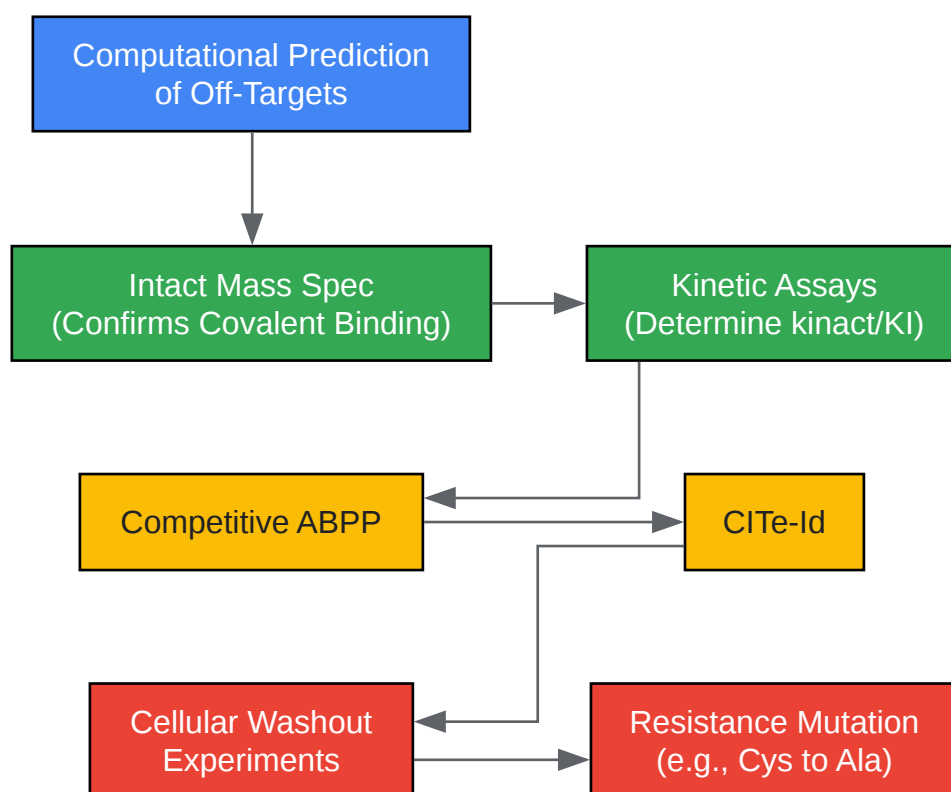 Computational Prediction
of Off-Targets
Intact Mass Spec
(Confirms Covalent Binding)
Kinetic Assays
(Determine kinact/KI)
Competitive ABPP
CITe-Id
Cellular Washout
Experiments
Resistance Mutation
(e.g., Cys to Ala)